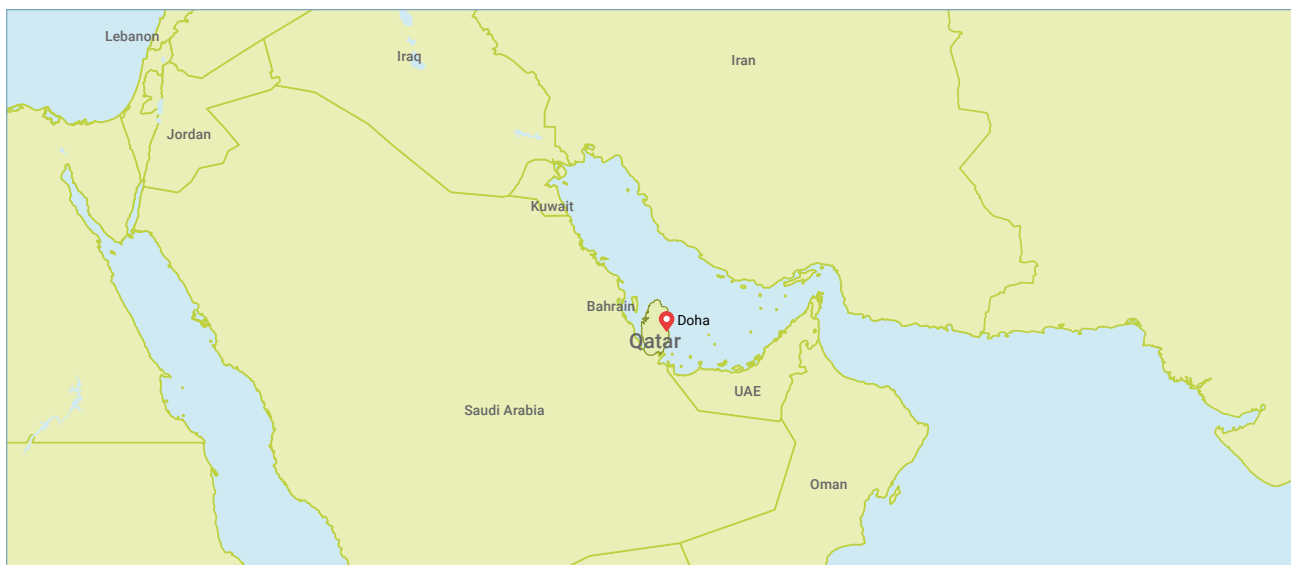 Lebanon
Iraq
Iran
Jordan
Kuwait
Bahrain
Doha
Qatar
UAE
Saudi Arabia
Oman